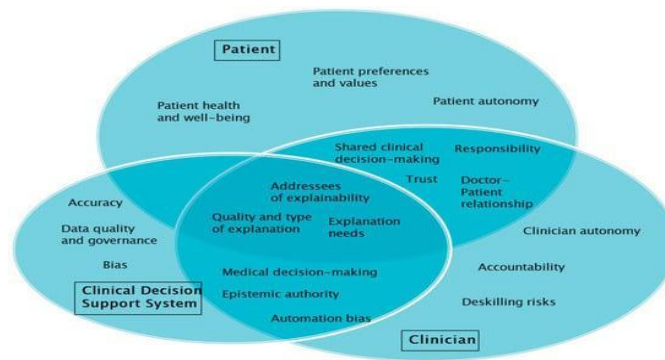 Patient
Patient preferences
and values
Patient autonomy
Patient health
and well-being
Shared clinical
decision-making
Responsibility
Trust
Doctor-
Patient
relationship
Addressees
of explainability
Accuracy
Quality and type
of explanation
Explanation
needs
Data quality
and governance
Clinician autonomy
Bias
Medical decision-making
Accountability
Clinical Decision
Support System
Epistemic authority
Deskilling risks
Automation bias
Clinician